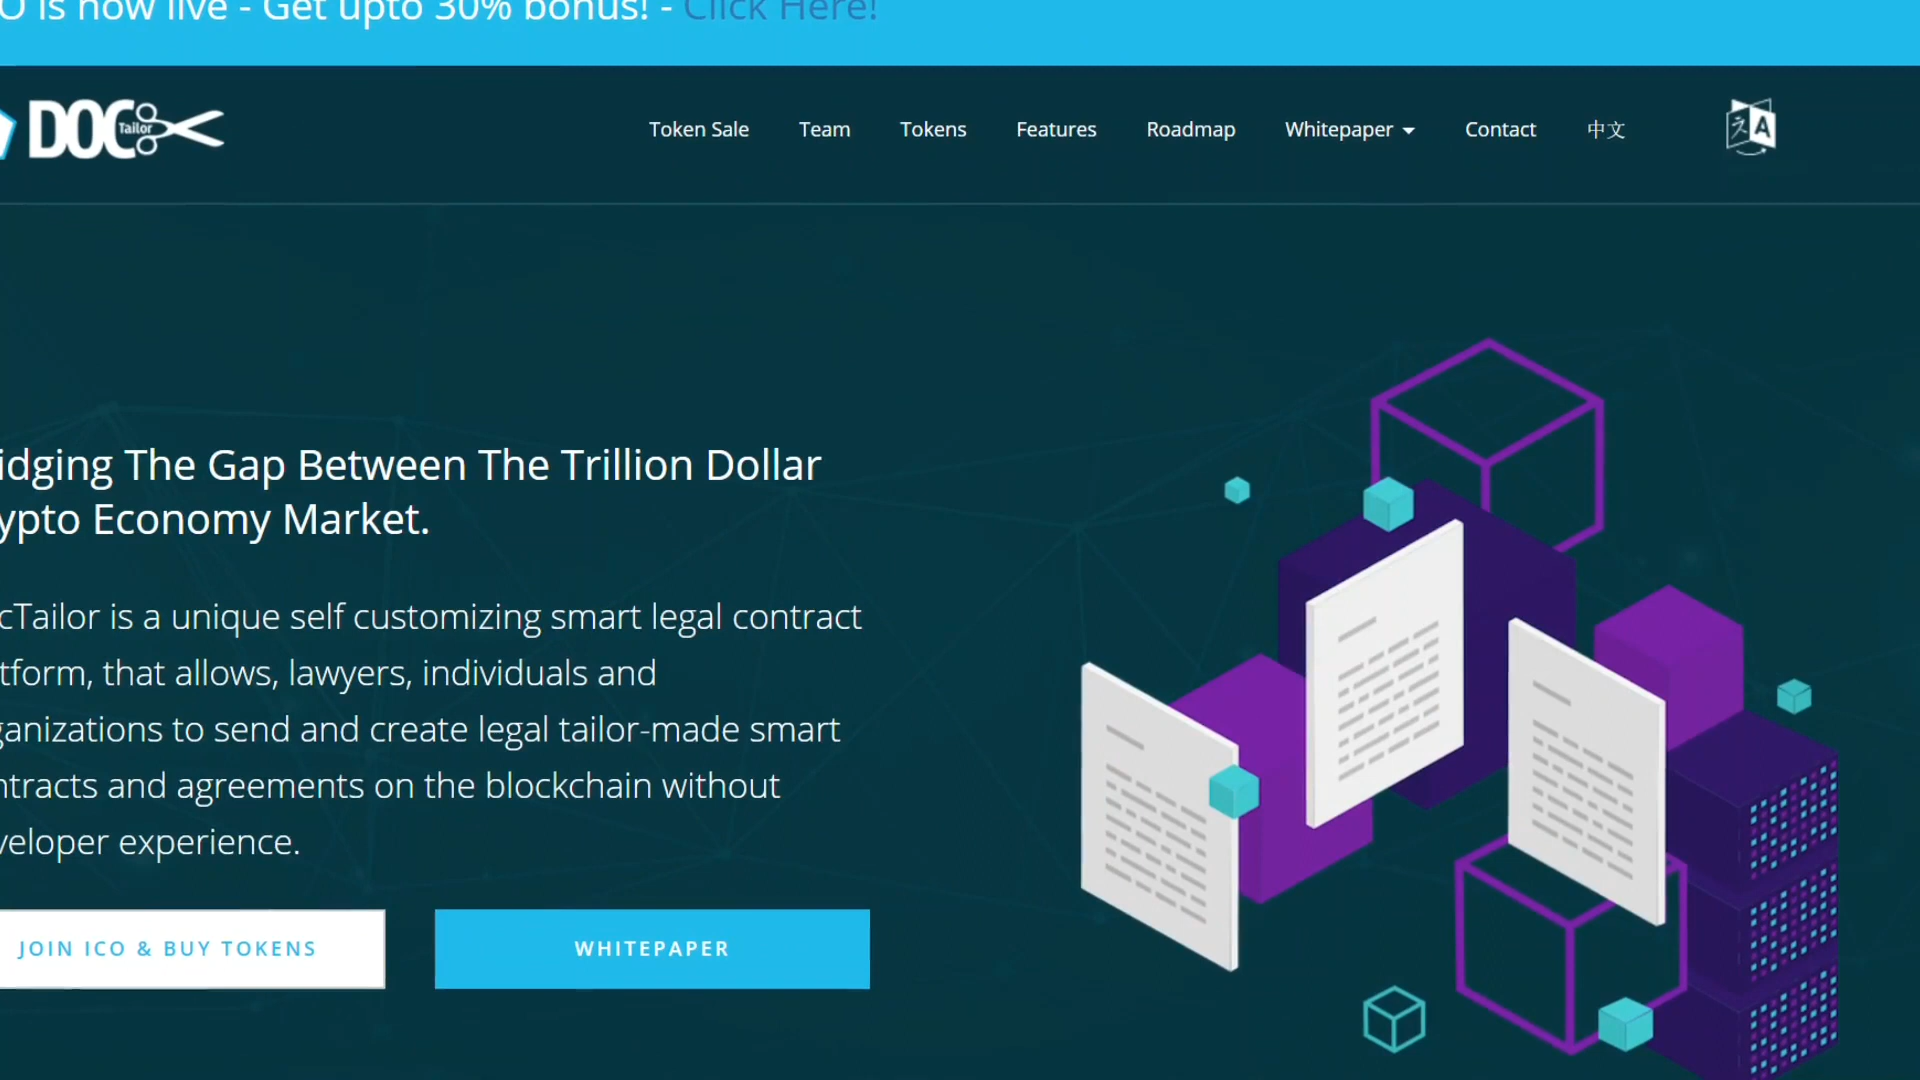 O is now live - Get upto 30% bonus! - Click Here!
DOC Tailor
Token Sale Team Tokens Features Roadmap Whitepaper Contact 中文
A
idging The Gap Between The Trillion Dollar
ypto Economy Market.
cTailor is a unique self customizing smart legal contract
tform, that allows, lawyers, individuals and
ganizations to send and create legal tailor-made smart
ntracts and agreements on the blockchain without
veloper experience.
JOIN ICO & BUY TOKENS
WHITEPAPER